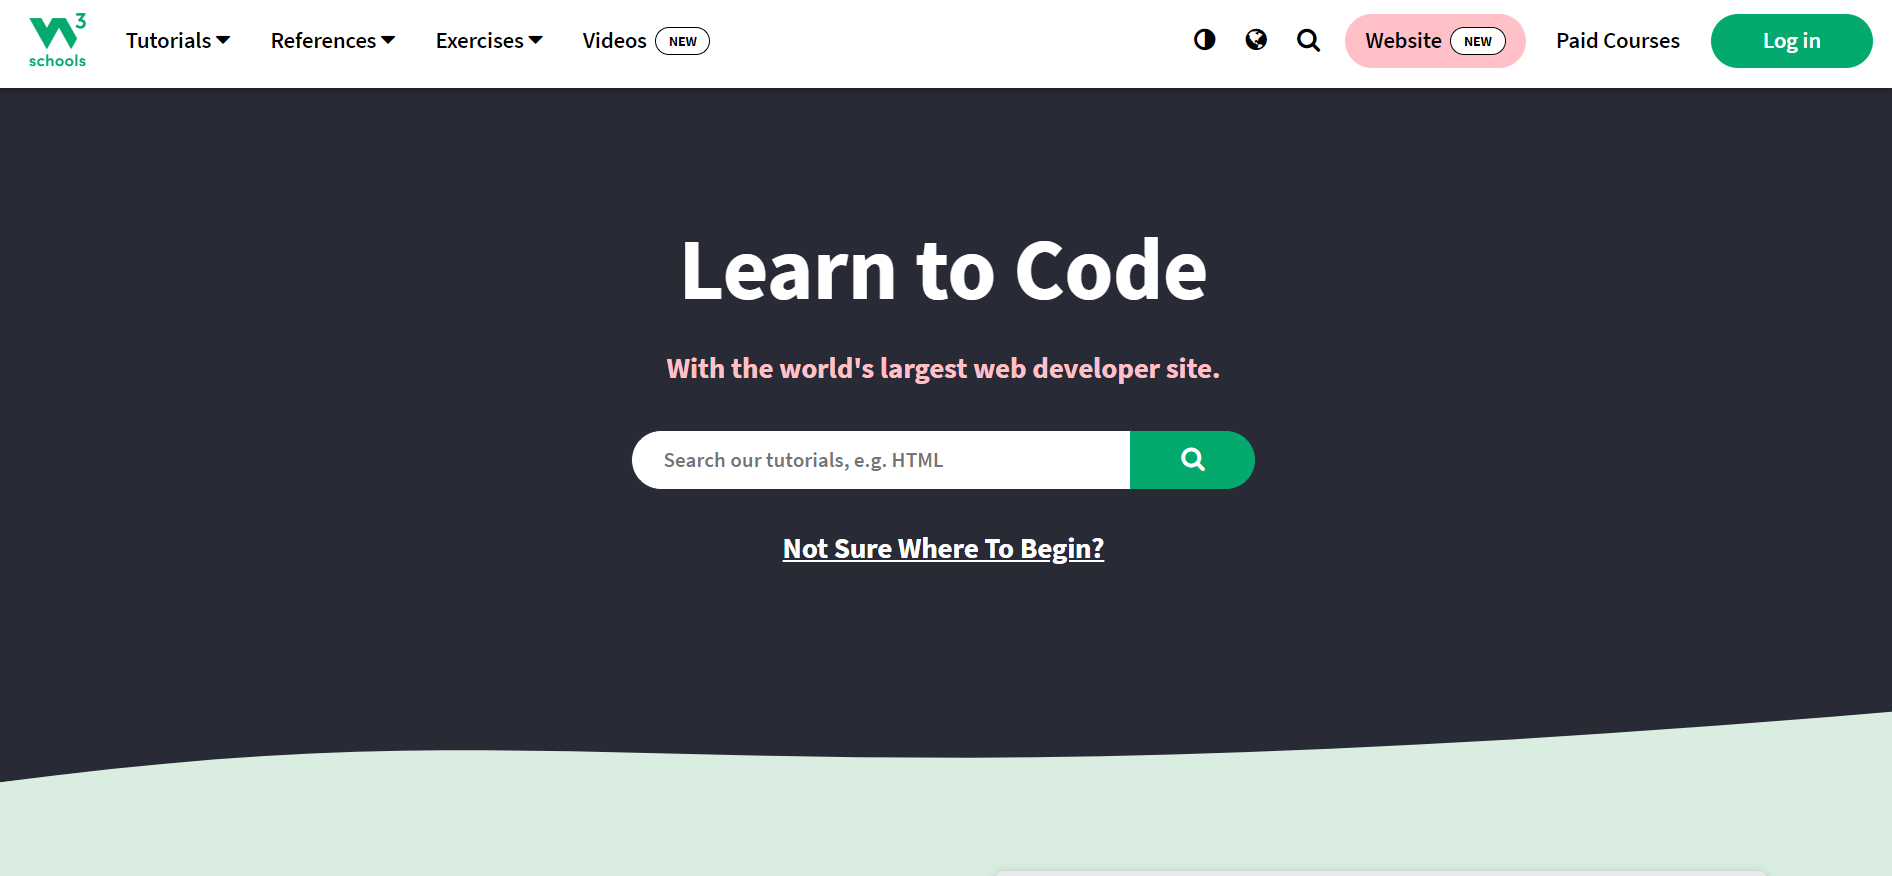 3
schools
Tutorials
References
Exercises
Videos NEW
Website NEW
Paid Courses
Log in
Learn to Code
With the world's largest web developer site.
Search our tutorials, e.g. HTML
Not Sure Where To Begin?